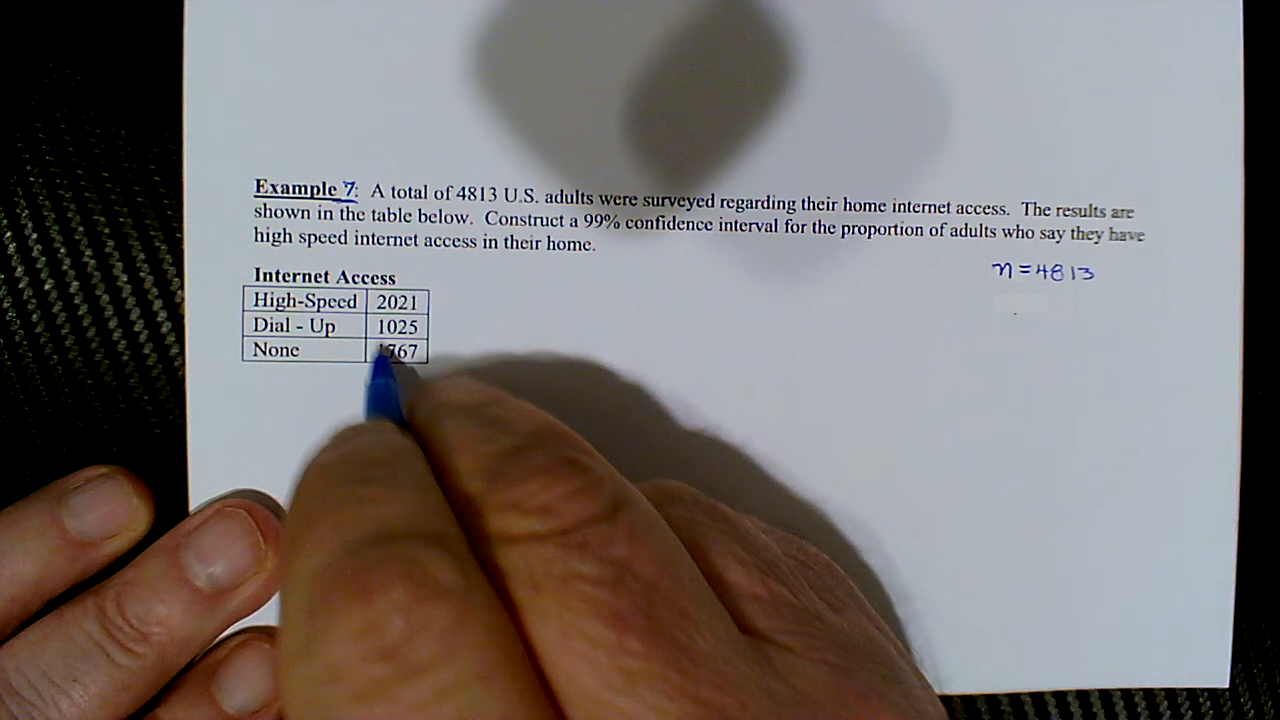 Example 7: A total of 4813 U.S. adults were surveyed regarding their home internet access. The results are
shown in the table below. Construct a 99% confidence interval for the proportion of adults who say they have
high speed internet access in their home.
n = 4813
Internet Access
High-Speed 2021
Dial - Up 1025
None 1767